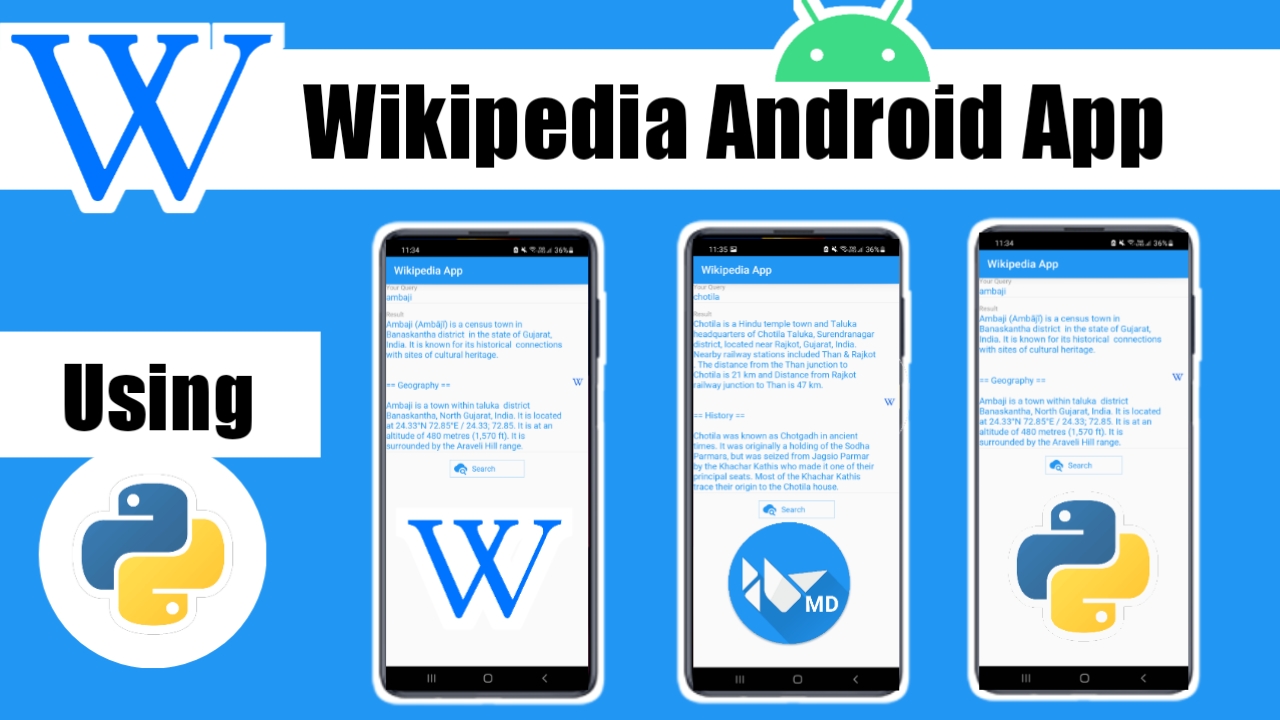 W
Wikipedia Android App
Using
11:34
36%
Wikipedia App
Your Query
ambaji
Result
Ambaji (Ambâjî) is a census town in
Banaskantha district in the state of Gujarat,
India. It is known for its historical connections
with sites of cultural heritage.
W
== Geography ==
Ambaji is a town within taluka district
Banaskantha, North Gujarat, India. It is located
at 24.33°N 72.85°E / 24.33; 72.85. It is at an
altitude of 480 metres (1,570 ft). It is
surrounded by the Araveli Hill range.
Search
W
11:35
36%
Wikipedia App
Your Query
chotila
Result
Chotila is a Hindu temple town and Taluka
headquarters of Chotila Taluka, Surendranagar
district, located near Rajkot, Gujarat, India.
Nearby railway stations included Than & Rajkot
. The distance from the Than junction to
Chotila is 21 km and Distance from Rajkot
railway junction to Than is 47 km.
W
== History ==
Chotila was known as Chotgadh in ancient
times. It was originally a holding of the Sodha
Parmars, but was seized from Jagsio Parmar
by the Khachar Kathis who made it one of their
principal seats. Most of the Khachar Kathis
trace their origin to the Chotila house.
Search
MD
11:34
36%
Wikipedia App
Your Query
ambaji
Result
Ambaji (Ambâjî) is a census town in
Banaskantha district in the state of Gujarat,
India. It is known for its historical connections
with sites of cultural heritage.
W
== Geography ==
Ambaji is a town within taluka district
Banaskantha, North Gujarat, India. It is located
at 24.33°N 72.85°E / 24.33; 72.85. It is at an
altitude of 480 metres (1,570 ft). It is
surrounded by the Araveli Hill range.
Search